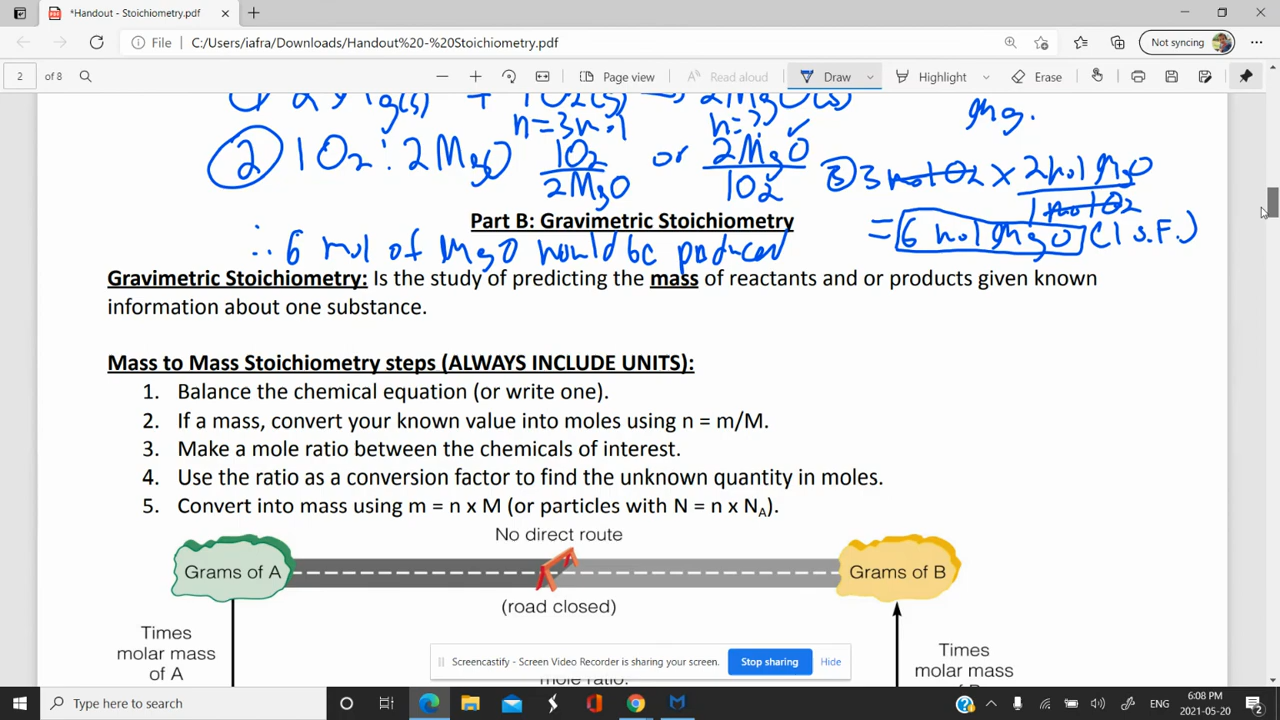 *Handout - Stoichiometry.pdf
File C:/Users/iafra/Downloads/Handout%20-%20Stoichiometry.pdf Not syncing
2 of 8 Page view Read aloud Draw Highlight Erase
2Mg(s) + 1O2(g) → 2MgO(s)
n=3mol n=? Mg.
2 1O2 : 2MgO 1O2 or 2MgO ✓ 3 3 mol O2 × 2 mol MgO
2MgO 1O2 1 mol O2
Part B: Gravimetric Stoichiometry = 6 mol MgO (1 s.F.)
∴ 6 mol of MgO would be produced
Gravimetric Stoichiometry: Is the study of predicting the mass of reactants and or products given known
information about one substance.
Mass to Mass Stoichiometry steps (ALWAYS INCLUDE UNITS):
1. Balance the chemical equation (or write one).
2. If a mass, convert your known value into moles using n = m/M.
3. Make a mole ratio between the chemicals of interest.
4. Use the ratio as a conversion factor to find the unknown quantity in moles.
5. Convert into mass using m = n x M (or particles with N = n x NA).
No direct route
Grams of A Grams of B
(road closed)
Times
molar mass
of A
Times
molar mass
Screencastify - Screen Video Recorder is sharing your screen. Stop sharing Hide
mole ratio:
Type here to search
ENG 6:08 PM
2021-05-20
2